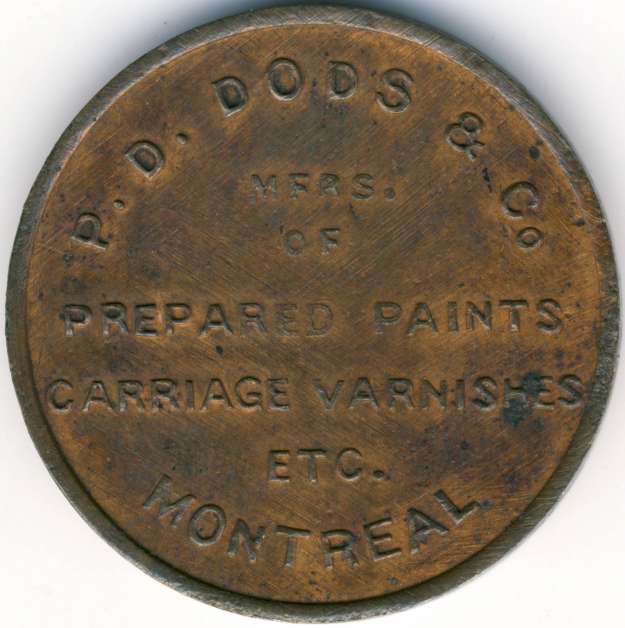 P. D. DODS & Co
MFRS.
OF
PREPARED PAINTS
CARRIAGE VARNISHES
ETC.
MONTREAL